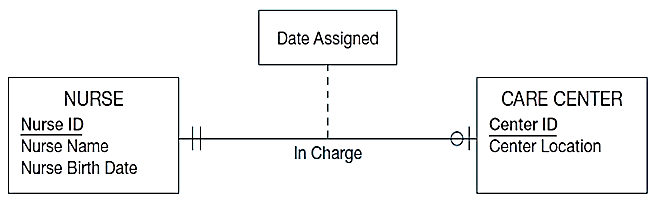 Date Assigned
NURSE
Nurse ID
Nurse Name
Nurse Birth Date
In Charge
CARE CENTER
Center ID
Center Location